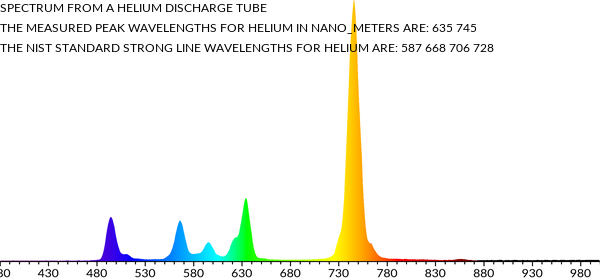 SPECTRUM FROM A HELIUM DISCHARGE TUBE
THE MEASURED PEAK WAVELENGTHS FOR HELIUM IN NANO_METERS ARE: 635 745
THE NIST STANDARD STRONG LINE WAVELENGTHS FOR HELIUM ARE: 587 668 706 728
80 430 480 530 580 630 680 730 780 830 880 930 980